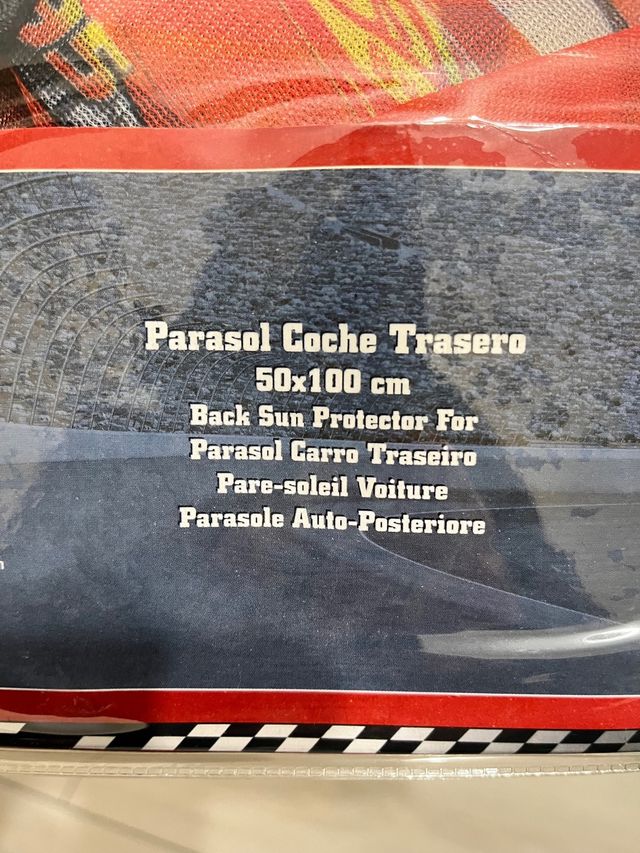 Parasol Coche Trasero
50x100 cm
Back Sun Protector For
Parasol Carro Traseiro
Pare-soleil Voiture
Parasole Auto-Posteriore